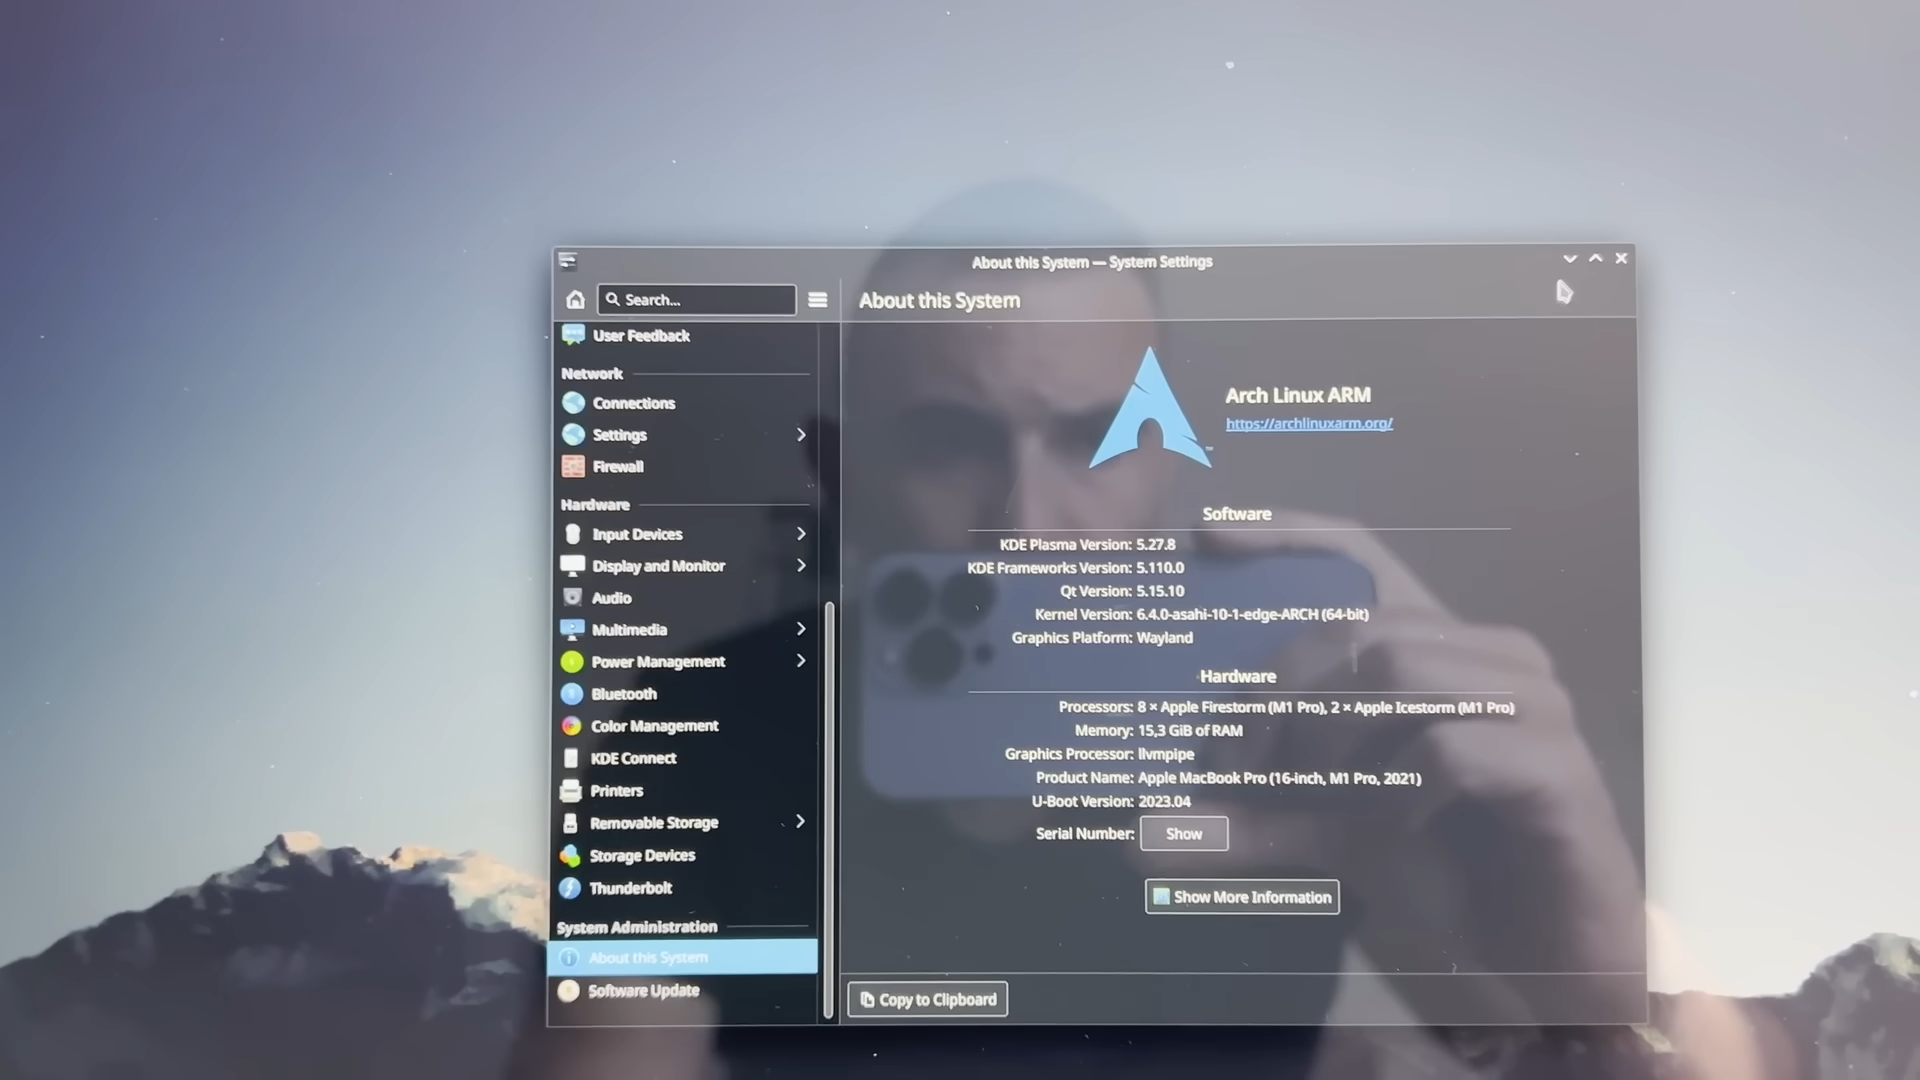 About this System — System Settings
Search...
About this System
User Feedback
Network
Connections
Settings
Firewall
Hardware
Input Devices
Display and Monitor
Audio
Multimedia
Power Management
Bluetooth
Color Management
KDE Connect
Printers
Removable Storage
Storage Devices
Thunderbolt
System Administration
About this System
Software Update
Arch Linux ARM
https://archlinuxarm.org/
Software
KDE Plasma Version: 5.27.8
KDE Frameworks Version: 5.110.0
Qt Version: 5.15.10
Kernel Version: 6.4.0-asahi-10-1-edge-ARCH (64-bit)
Graphics Platform: Wayland
Hardware
Processors: 8 × Apple Firestorm (M1 Pro), 2 × Apple Icestorm (M1 Pro)
Memory: 15,3 GiB of RAM
Graphics Processor: llvmpipe
Product Name: Apple MacBook Pro (16-inch, M1 Pro, 2021)
U-Boot Version: 2023.04
Serial Number: Show
Show More Information
Copy to Clipboard